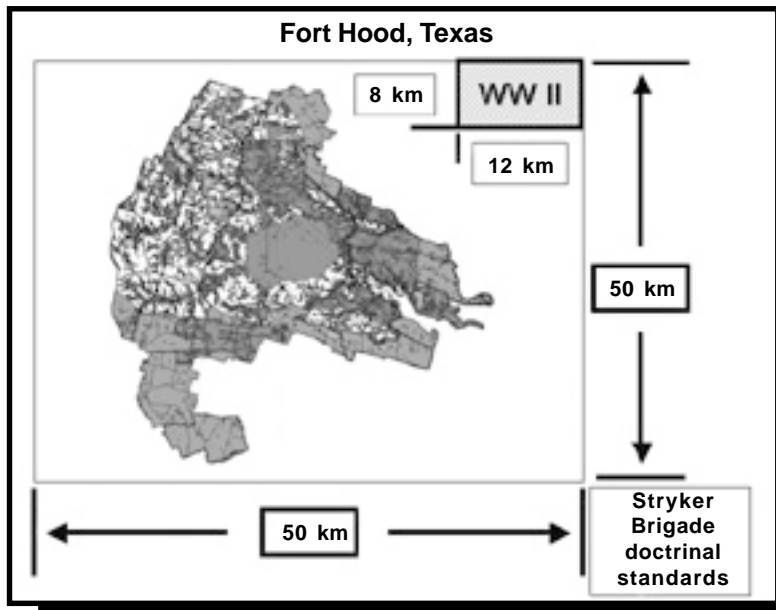 Fort Hood, Texas
8 km
WW II
12 km
50 km
50 km
Stryker
Brigade
doctrinal
standards